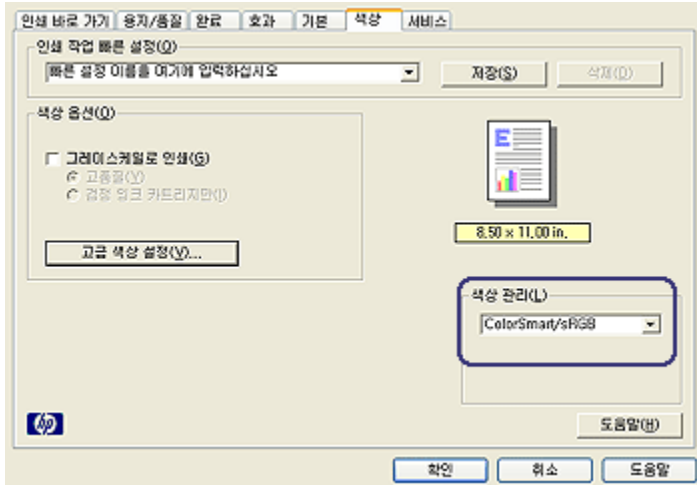 인쇄 바로 가기 용지/품질 완료 효과 기본 색상 서비스
인쇄 작업 빠른 설정(Q)
빠른 설정 이름을 여기에 입력하십시오
저장(S) 삭제(D)
색상 옵션(O)
그레이스케일로 인쇄(G)
고품질(Y)
검정 잉크 카트리지만(I)
고급 색상 설정(V)...
E
8.50 × 11.00 in.
색상 관리(L)
ColorSmart/sRGB
hp
도움말(H)
확인 취소 도움말